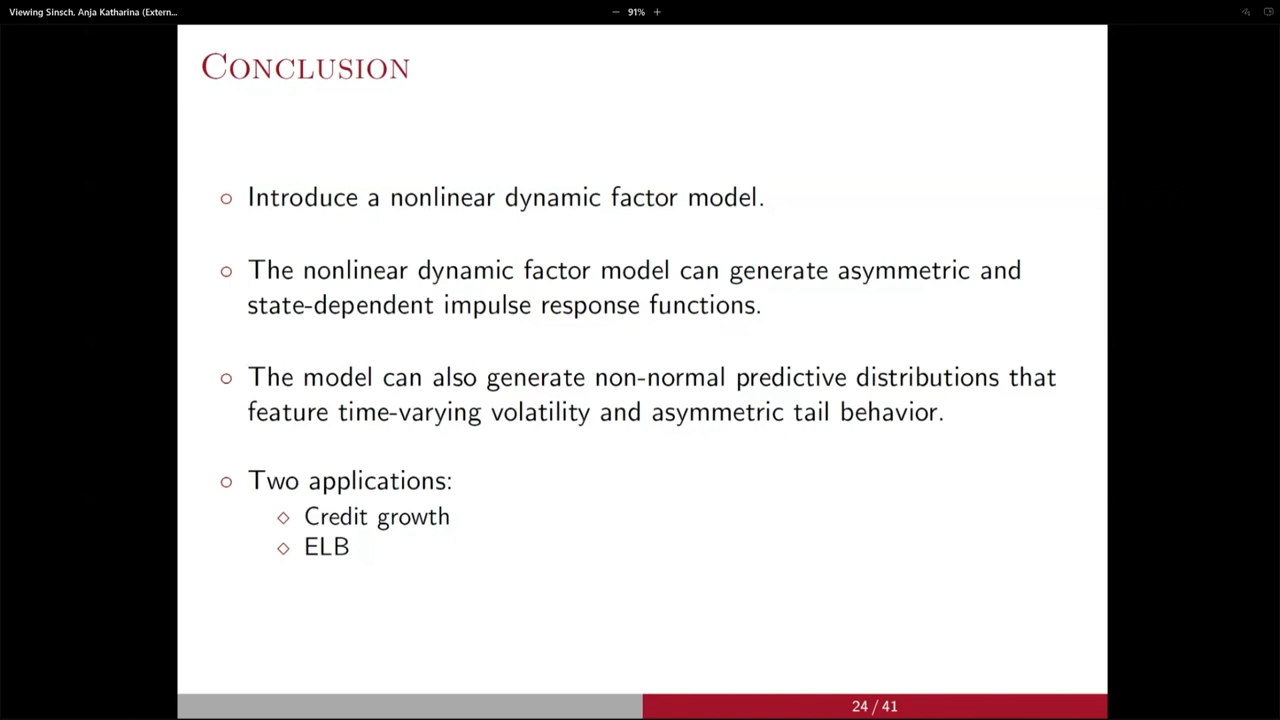 Viewing Sinsch, Anja Katharina (Extern...
− 91% +
CONCLUSION
Introduce a nonlinear dynamic factor model.
The nonlinear dynamic factor model can generate asymmetric and
state-dependent impulse response functions.
The model can also generate non-normal predictive distributions that
feature time-varying volatility and asymmetric tail behavior.
Two applications:
Credit growth
ELB
24 / 41